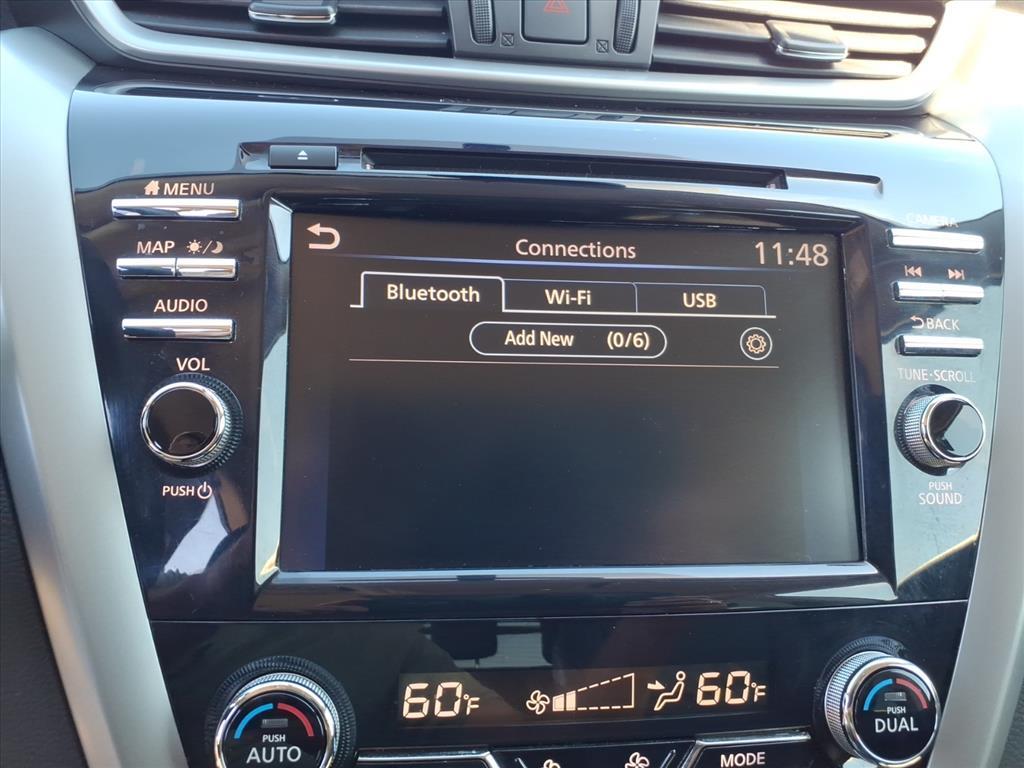 MENU
MAP
AUDIO
VOL
PUSH
CAMERA
BACK
TUNE·SCROLL
PUSH
SOUND
Connections
11:48
Bluetooth
Wi-Fi
USB
Add New (0/6)
60°F
60°F
PUSH
AUTO
MODE
PUSH
DUAL